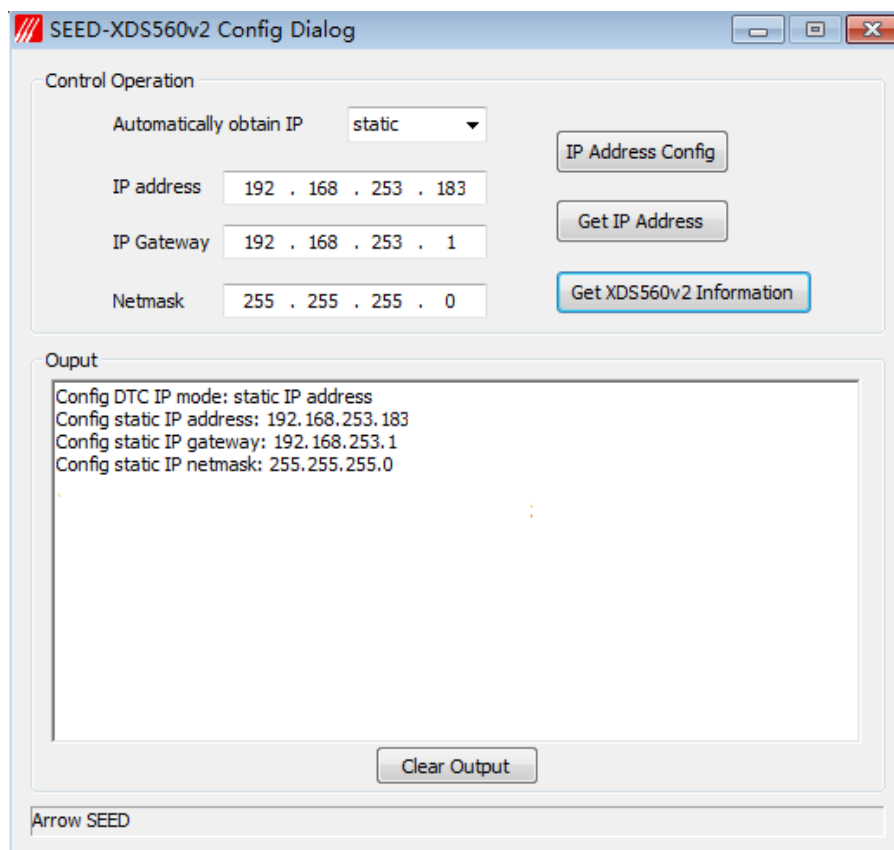 SEED-XDS560v2 Config Dialog
Control Operation
Automatically obtain IP static
IP Address Config
IP address 192 . 168 . 253 . 183
Get IP Address
IP Gateway 192 . 168 . 253 . 1
Get XDS560v2 Information
Netmask 255 . 255 . 255 . 0
Ouput
Config DTC IP mode: static IP address
Config static IP address: 192.168.253.183
Config static IP gateway: 192.168.253.1
Config static IP netmask: 255.255.255.0
Clear Output
Arrow SEED